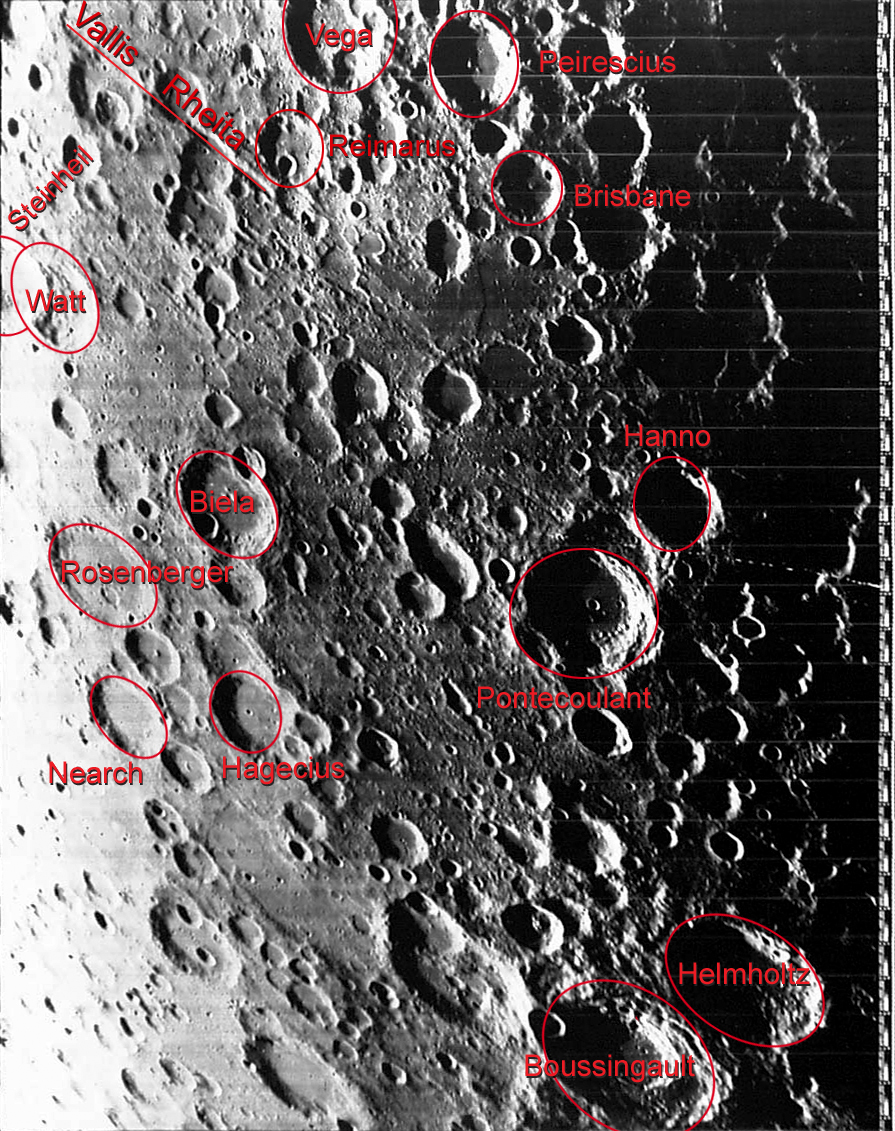 Vallis
Rheita
Vega
Peirescius
Reimarus
Brisbane
Steinheil
Watt
Hanno
Biela
Rosenberger
Pontecoulant
Nearch
Hagecius
Helmholtz
Boussingault